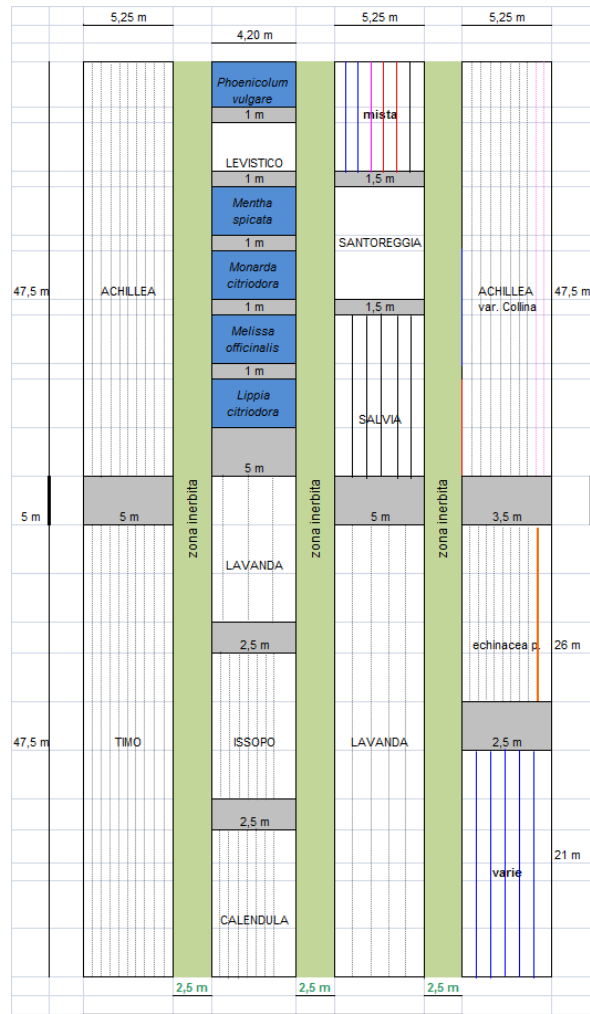 5,25 m
5,25 m
5,25 m
4,20 m
Phoenicolum
vulgare
1 m
mista
LEVISTICO
1 m
1,5 m
Mentha
spicata
1 m
SANTOREGGIA
Monarda
citriodora
47,5 m
ACHILLEA
ACHILLEA
var. Collina
47,5 m
1 m
1,5 m
Melissa
officinalis
1 m
Lippia
citriodora
SALVIA
5 m
5 m
5 m
5 m
3,5 m
zona inerbita
zona inerbita
zona inerbita
LAVANDA
2,5 m
echinacea p.
26 m
47,5 m
TIMO
ISSOPO
LAVANDA
2,5 m
2,5 m
21 m
varie
CALENDULA
2,5 m
2,5 m
2,5 m